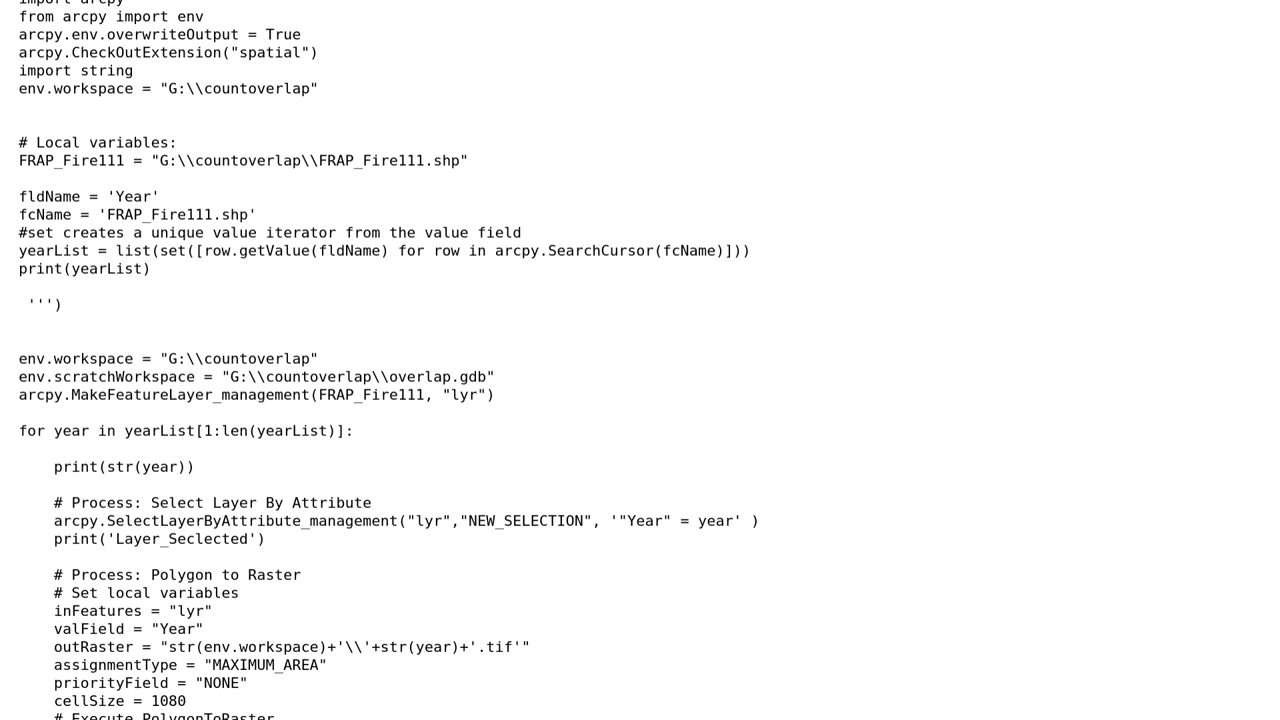 import arcpy
from arcpy import env
arcpy.env.overwriteOutput = True
arcpy.CheckOutExtension("spatial")
import string
env.workspace = "G:\\countoverlap"
# Local variables:
FRAP_Fire111 = "G:\\countoverlap\\FRAP_Fire111.shp"
fldName = 'Year'
fcName = 'FRAP_Fire111.shp'
#set creates a unique value iterator from the value field
yearList = list(set([row.getValue(fldName) for row in arcpy.SearchCursor(fcName)]))
print(yearList)
''')
env.workspace = "G:\\countoverlap"
env.scratchWorkspace = "G:\\countoverlap\\overlap.gdb"
arcpy.MakeFeatureLayer_management(FRAP_Fire111, "lyr")
for year in yearList[1:len(yearList)]:
print(str(year))
# Process: Select Layer By Attribute
arcpy.SelectLayerByAttribute_management("lyr","NEW_SELECTION", '"Year" = year' )
print('Layer_Seclected')
# Process: Polygon to Raster
# Set local variables
inFeatures = "lyr"
valField = "Year"
outRaster = "str(env.workspace)+'\\'+str(year)+'.tif'"
assignmentType = "MAXIMUM_AREA"
priorityField = "NONE"
cellSize = 1080
# Execute PolygonToRaster